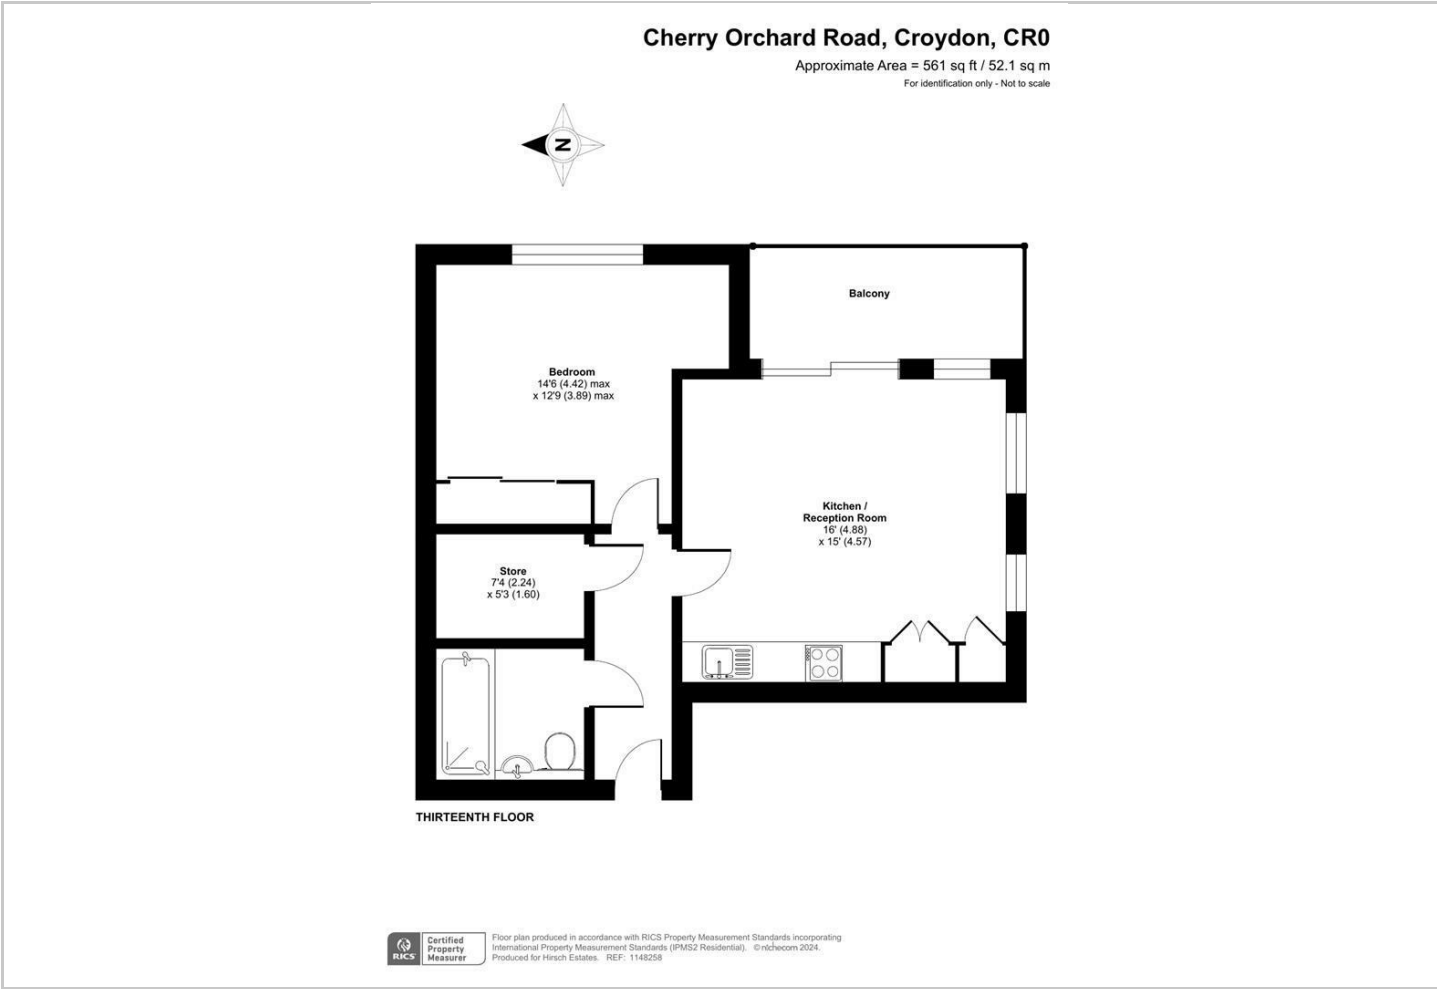 Cherry Orchard Road, Croydon, CR0
Approximate Area = 561 sq ft / 52.1 sq m
For identification only - Not to scale
N
Balcony
Bedroom
14'6 (4.42) max
x 12'9 (3.89) max
Kitchen /
Reception Room
16' (4.88)
x 15' (4.57)
Store
7'4 (2.24)
x 5'3 (1.60)
THIRTEENTH FLOOR
RICS
Certified
Property
Measurer
Floor plan produced in accordance with RICS Property Measurement Standards incorporating
International Property Measurement Standards (IPMS2 Residential). © nichecom 2024.
Produced for Hirsch Estates. REF: 1148258